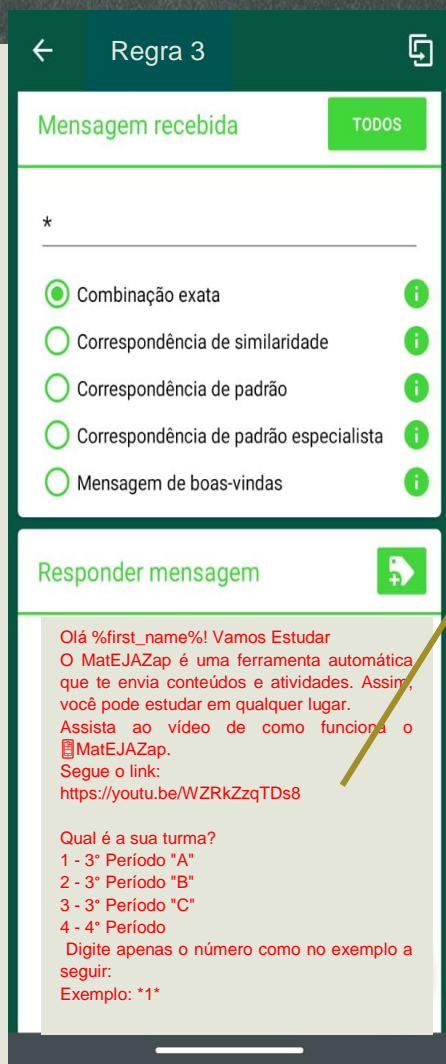 Regra 3
Mensagem recebida
TODOS
*
Combinação exata
Correspondência de similaridade
Correspondência de padrão
Correspondência de padrão especialista
Mensagem de boas-vindas
Responder mensagem
Olá %first_name%! Vamos Estudar
O MatEJAZap é uma ferramenta automática
que te envia conteúdos e atividades. Assim,
você pode estudar em qualquer lugar.
Assista ao vídeo de como funciona o
📱MatEJAZap.
Segue o link:
https://youtu.be/WZRkZzqTDs8
Qual é a sua turma?
1 - 3° Período "A"
2 - 3° Período "B"
3 - 3° Período "C"
4 - 4° Período
Digite apenas o número como no exemplo a
seguir:
Exemplo: *1*